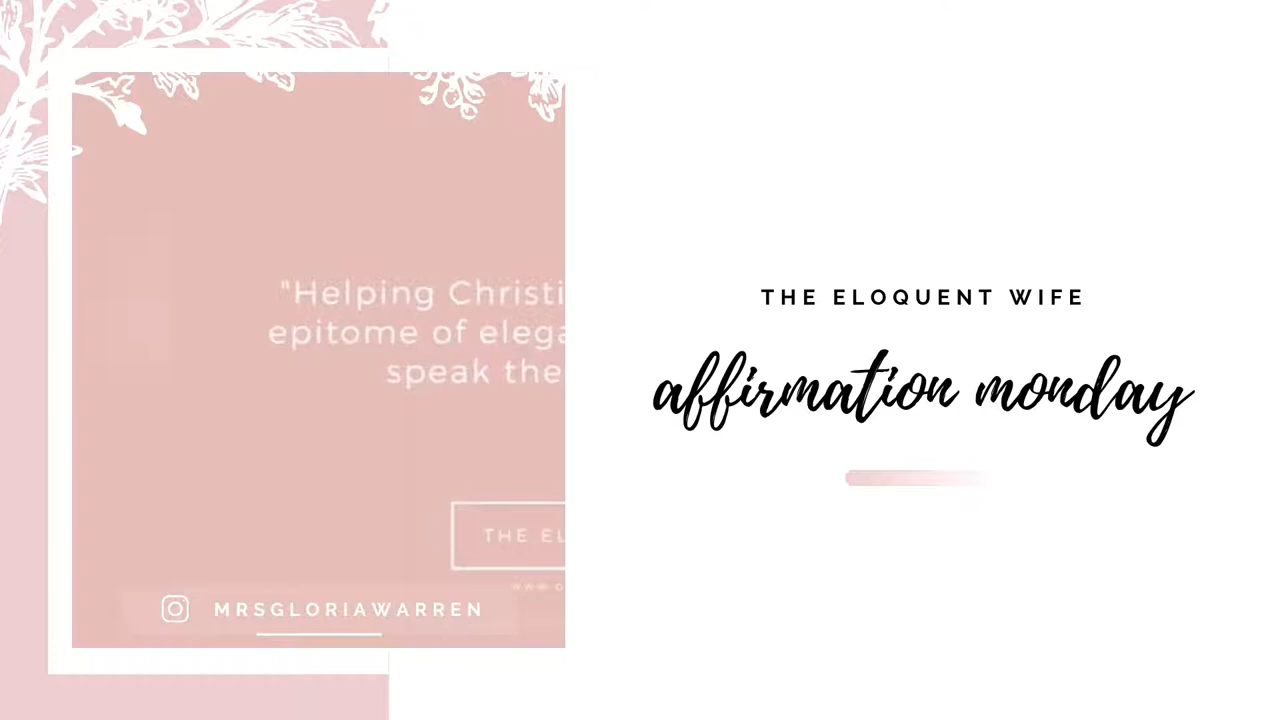 "Helping Christi
epitome of elega
speak the
THE EL
MRSGLORIAWARREN
THE ELOQUENT WIFE
affirmation monday